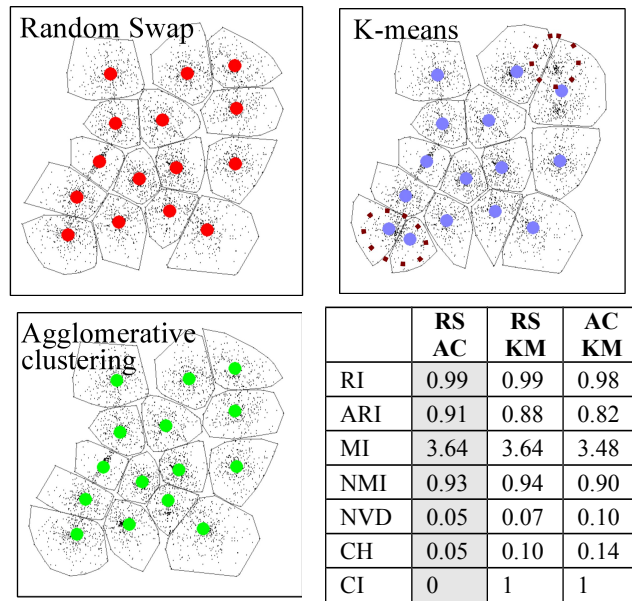 Random Swap
K-means
Agglomerative
clustering
RS AC RS KM AC KM
RI 0.99 0.99 0.98
ARI 0.91 0.88 0.82
MI 3.64 3.64 3.48
NMI 0.93 0.94 0.90
NVD 0.05 0.07 0.10
CH 0.05 0.10 0.14
CI 0 1 1